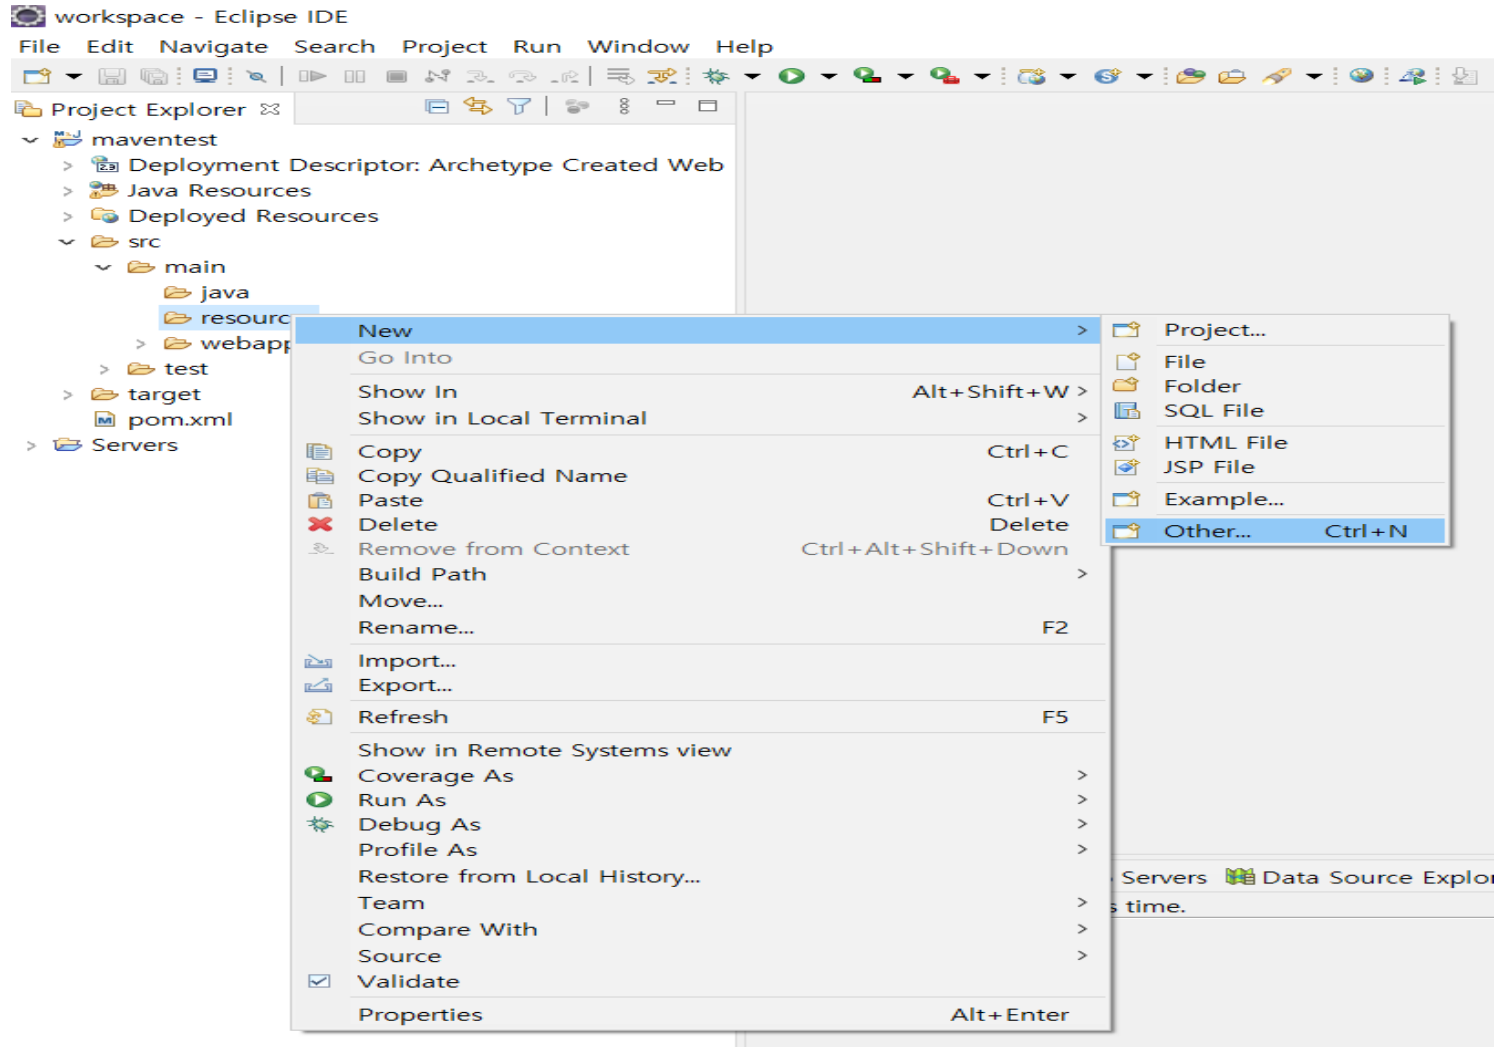 workspace - Eclipse IDE
File Edit Navigate Search Project Run Window Help
Project Explorer
maventest
Deployment Descriptor: Archetype Created Web
Java Resources
Deployed Resources
src
main
java
resourc
webapp
test
target
pom.xml
Servers
New
Go Into
Show In Alt+Shift+W
Show in Local Terminal
Copy Ctrl+C
Copy Qualified Name
Paste Ctrl+V
Delete Delete
Remove from Context Ctrl+Alt+Shift+Down
Build Path
Move...
Rename... F2
Import...
Export...
Refresh F5
Show in Remote Systems view
Coverage As
Run As
Debug As
Profile As
Restore from Local History...
Team
Compare With
Source
Validate
Properties Alt+Enter
Project...
File
Folder
SQL File
HTML File
JSP File
Example...
Other... Ctrl+N
Servers Data Source Explor
s time.